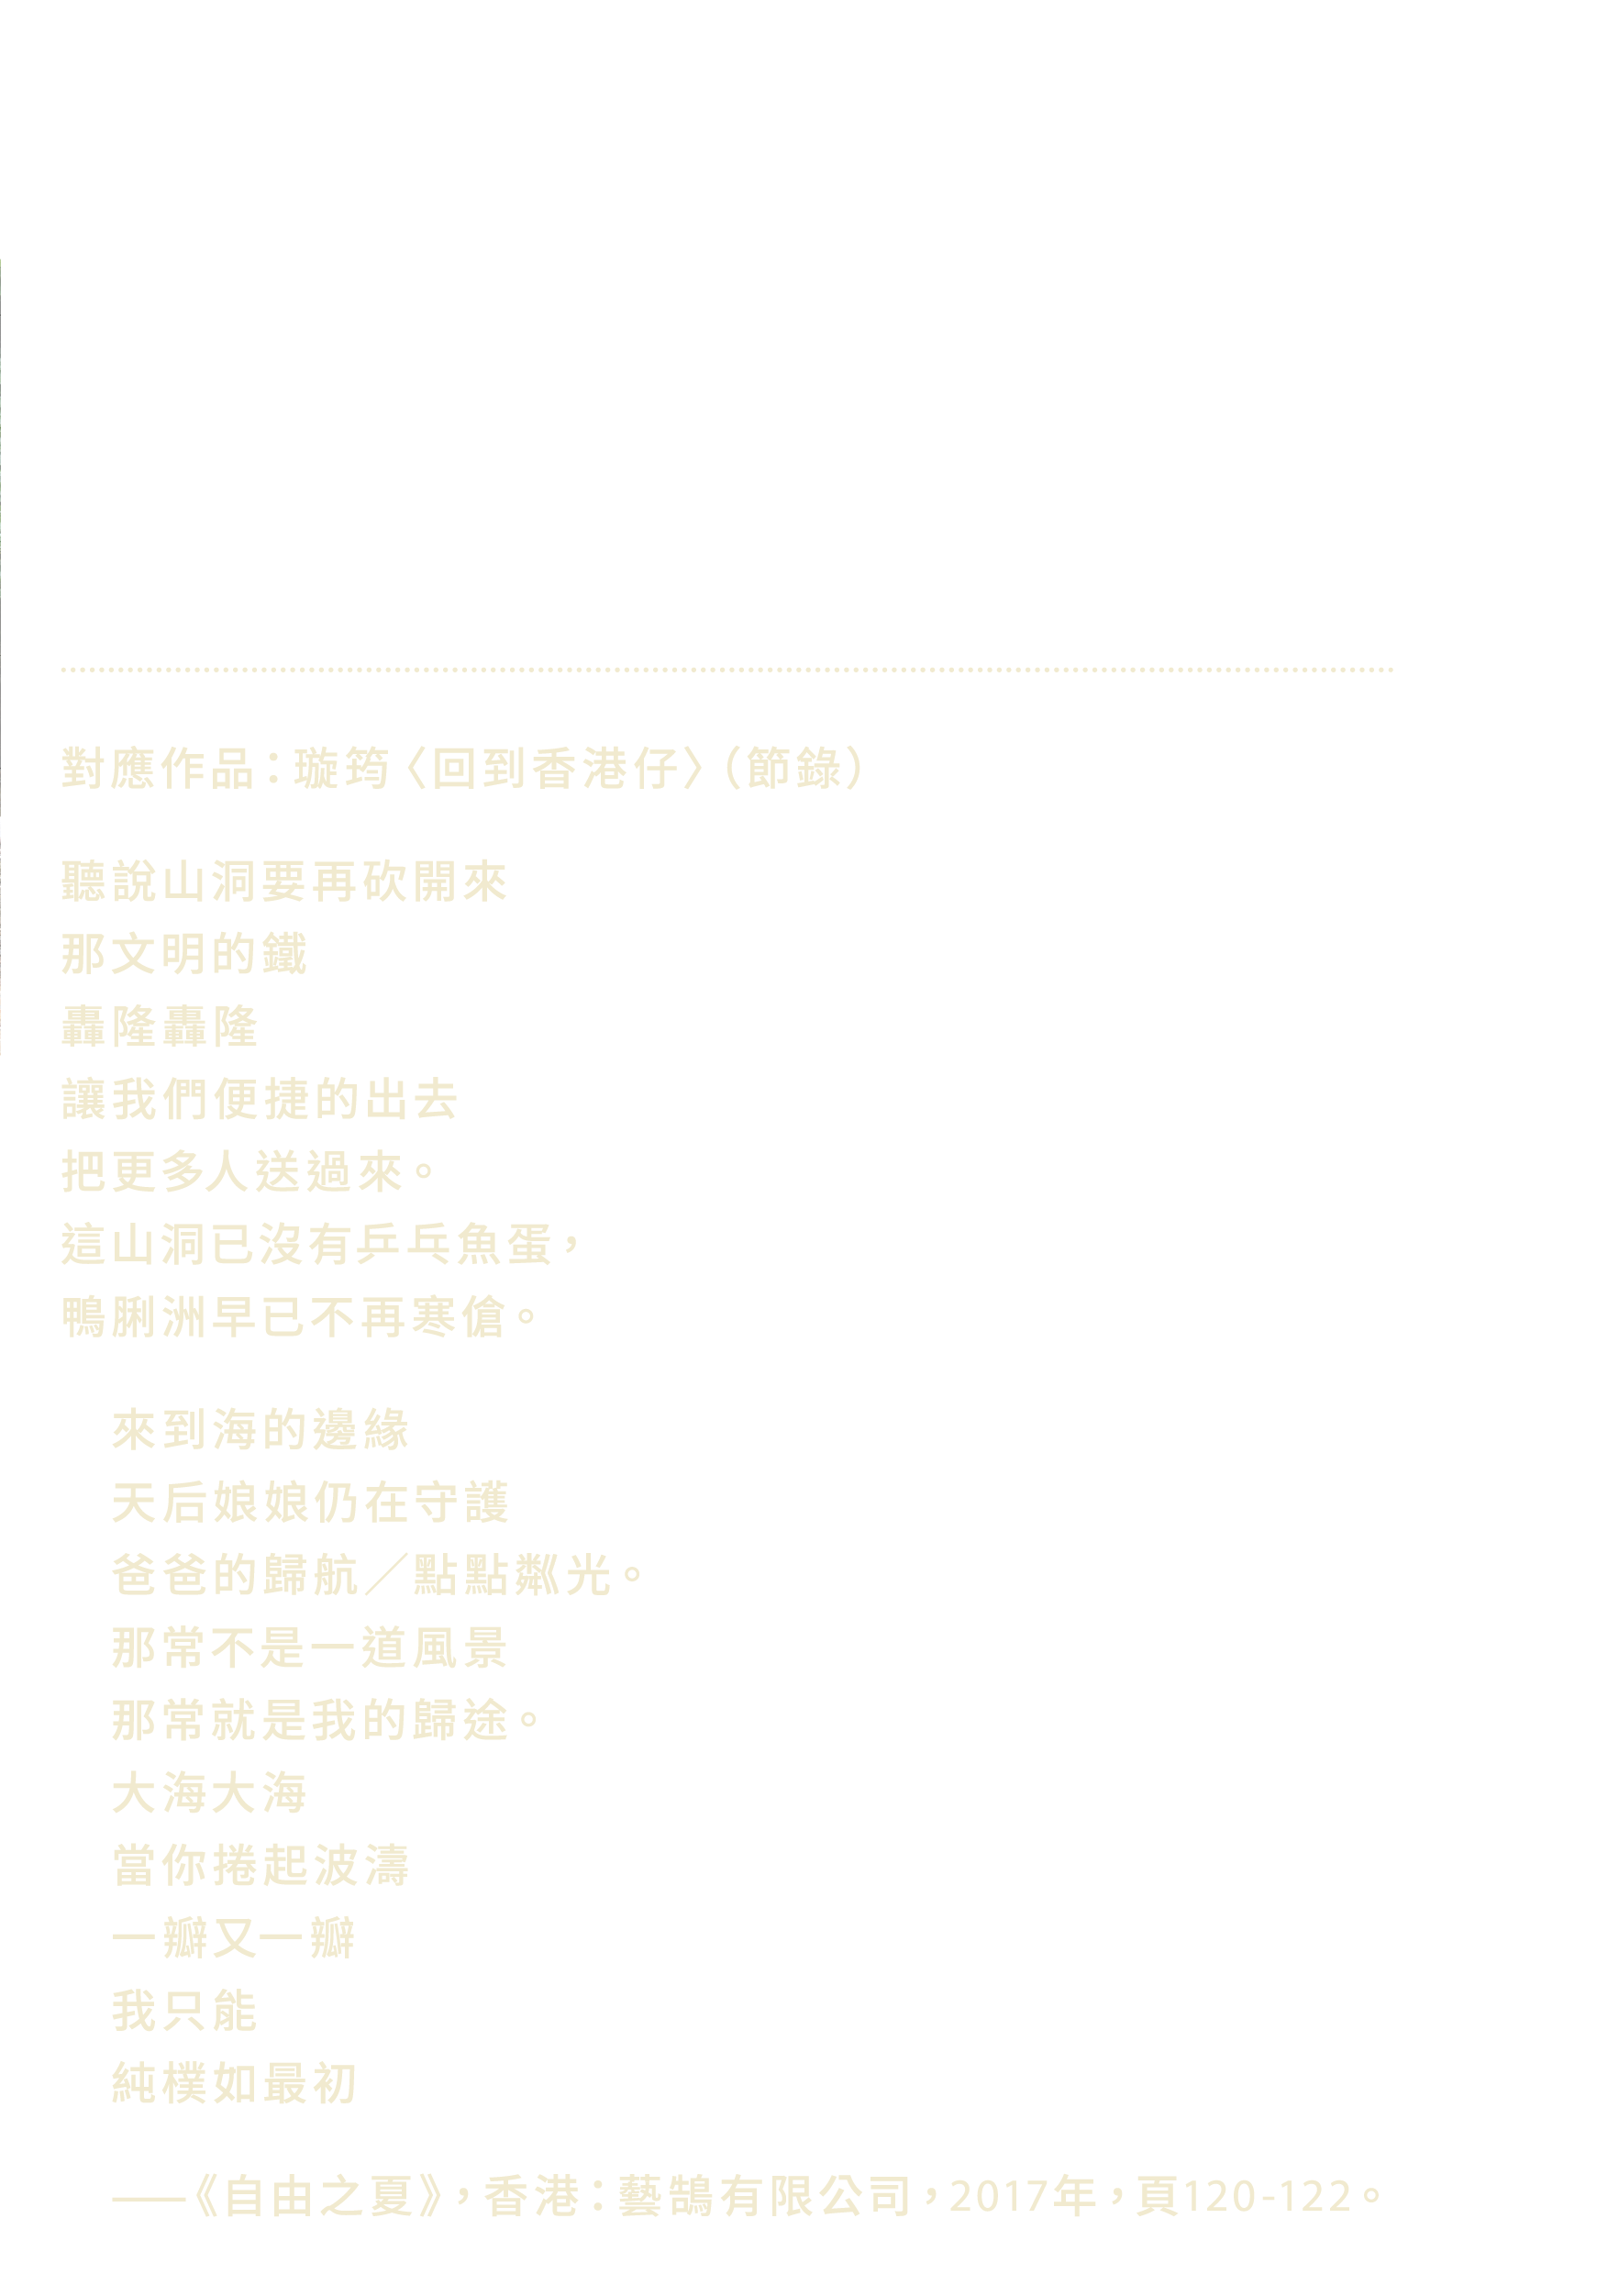 對應作品：璇筠〈回到香港仔〉（節錄）
聽說山洞要再砍開來
那文明的鐵
轟隆轟隆
讓我們便捷的出去
把更多人送過來。
這山洞已沒有乒乓魚蛋，
鴨脷洲早已不再寒傖。
來到海的邊緣
天后娘娘仍在守護
爸爸的歸航／點點粼光。
那常不是一道風景
那常就是我的歸途。
大海大海
當你捲起波濤
一瓣又一瓣
我只能
純樸如最初
——《自由之夏》，香港：藝鵠有限公司，2017年，頁120-122。